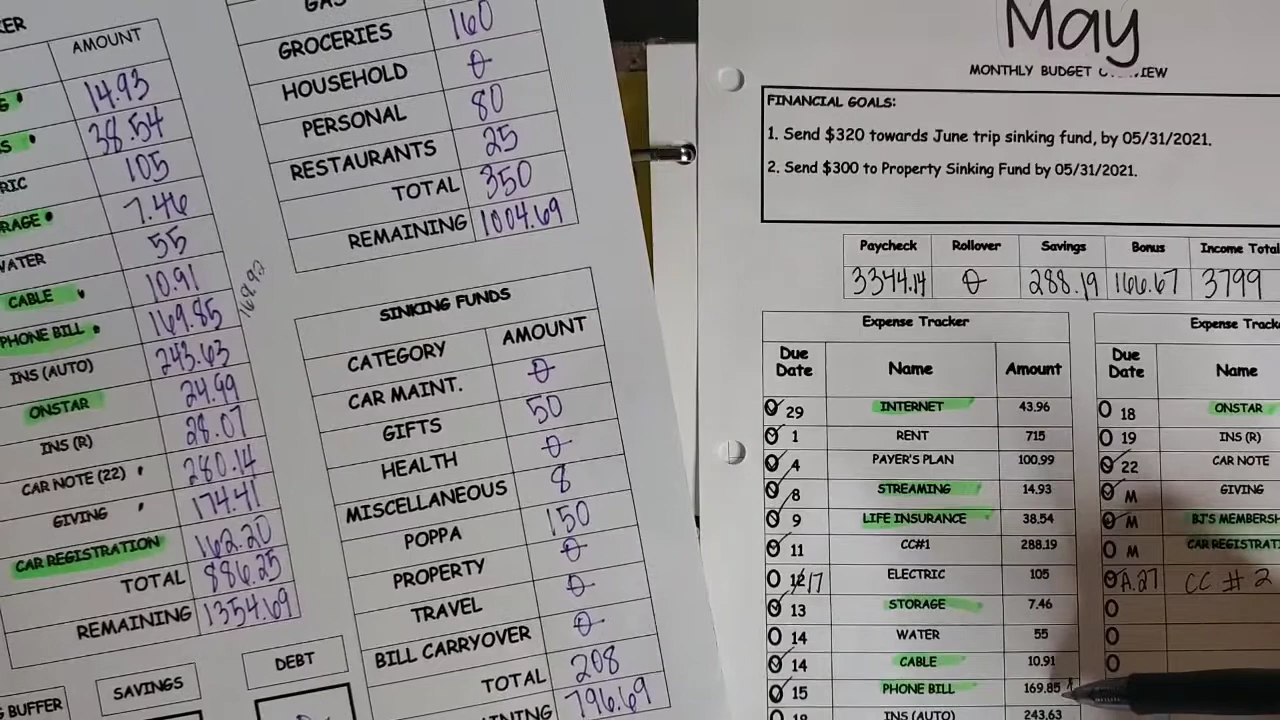 AMOUNT
14.93
38.54
105
7.46
55
CABLE 10.91
PHONE BILL 169.85
168.92
INS (AUTO) 243.63
ONSTAR 24.99
INS (R) 28.07
CAR NOTE (22) 280.14
GIVING 174.41
CAR REGISTRATION 162.20
TOTAL 886.25
REMAINING 1354.69
SAVINGS
DEBT
BUFFER
GAS
GROCERIES 160
HOUSEHOLD 0
PERSONAL 80
RESTAURANTS 25
TOTAL 350
REMAINING 1004.69
SINKING FUNDS
CATEGORY AMOUNT
CAR MAINT. 0
GIFTS 50
HEALTH 0
MISCELLANEOUS 8
POPPA 150
PROPERTY 0
TRAVEL 0
BILL CARRYOVER 0
TOTAL 208
796.69
May
MONTHLY BUDGET
FINANCIAL GOALS:
1. Send $320 towards June trip sinking fund, by 05/31/2021.
2. Send $300 to Property Sinking Fund by 05/31/2021.
Paycheck Rollover Savings Bonus Income Total
3344.14 0 288.19 166.67 3799
Expense Tracker
Due Date Name Amount
29 INTERNET 43.96
1 RENT 715
4 PAYER'S PLAN 100.99
8 STREAMING 14.93
9 LIFE INSURANCE 38.54
11 CC#1 288.19
12/17 ELECTRIC 105
13 STORAGE 7.46
14 WATER 55
14 CABLE 10.91
15 PHONE BILL 169.85
INS (AUTO) 243.63
Expense
Due Date Name
18 ONSTAR
19 INS (R)
22 CAR NOTE
M GIVING
M BJ'S
M CAR
A.27 CC # 2